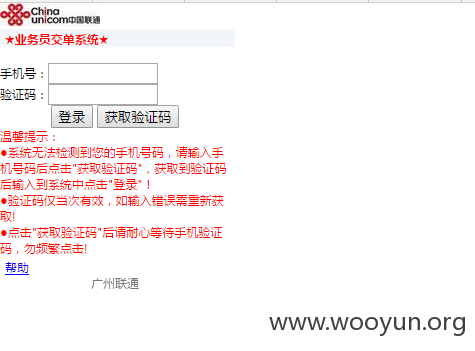 China
unicom中国联通
★业务员交单系统★
手机号：
验证码：
登录 获取验证码
温馨提示：
●系统无法检测到您的手机号码，请输入手
机号码后点击"获取验证码"，获取到验证码
后输入到系统中点击"登录"！
●验证码仅当次有效，如输入错误需重新获
取!
●点击"获取验证码"后请耐心等待手机验证
码，勿频繁点击!
帮助
广州联通
www.wooyun.org